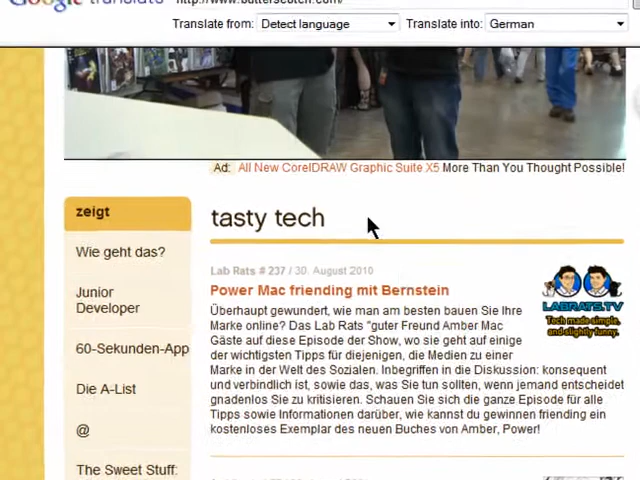 Google translate http://www.butterscotch.com/
Translate from: Detect language Translate into: German
Ad: All New CorelDRAW Graphic Suite X5 More Than You Thought Possible!
zeigt
Wie geht das?
Junior
Developer
60-Sekunden-App
Die A-List
@
The Sweet Stuff:
tasty tech
Lab Rats # 237 / 30. August 2010
Power Mac friending mit Bernstein
Überhaupt gewundert, wie man am besten bauen Sie Ihre
Marke online? Das Lab Rats "guter Freund Amber Mac
Gäste auf diese Episode der Show, wo sie geht auf einige
der wichtigsten Tipps für diejenigen, die Medien zu einer
Marke in der Welt des Sozialen. Inbegriffen in die Diskussion: konsequent
und verbindlich ist, sowie das, was Sie tun sollten, wenn jemand entscheidet
gnadenlos Sie zu kritisieren. Schauen Sie sich die ganze Episode für alle
Tipps sowie Informationen darüber, wie kannst du gewinnen friending ein
kostenloses Exemplar des neuen Buches von Amber, Power!
LABRATS.TV
Tech made simple,
and slightly funny.